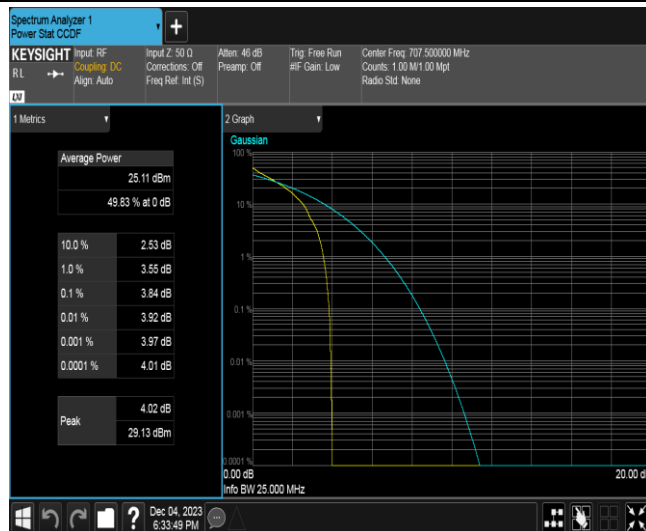 Spectrum Analyzer 1
Power Stat CCDF
+
KEYSIGHT
RL
Input: RF
Coupling: DC
Align: Auto
Input Z: 50 Ω
Corrections: Off
Freq Ref: Int (S)
Atten: 46 dB
Preamp: Off
Trig: Free Run
#IF Gain: Low
Center Freq: 707.500000 MHz
Counts: 1.00 M/1.00 Mpt
Radio Std: None
LXI
1 Metrics
Average Power
25.11 dBm
49.83 % at 0 dB
10.0 % 2.53 dB
1.0 % 3.55 dB
0.1 % 3.84 dB
0.01 % 3.92 dB
0.001 % 3.97 dB
0.0001 % 4.01 dB
Peak
4.02 dB
29.13 dBm
2 Graph
Gaussian
100 %
10 %
1 %
0.1 %
0.01 %
0.001 %
0.0001 %
0.00 dB
20.00 d
Info BW 25.000 MHz
?
Dec 04, 2023
6:33:49 PM